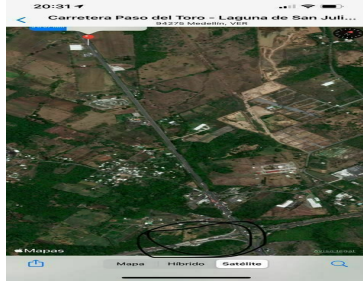 20:31
Carretera Paso del Toro - Laguna de San Juli...
94275 Medellín, VER
Mapas
Mapa
Híbrido
Satélite